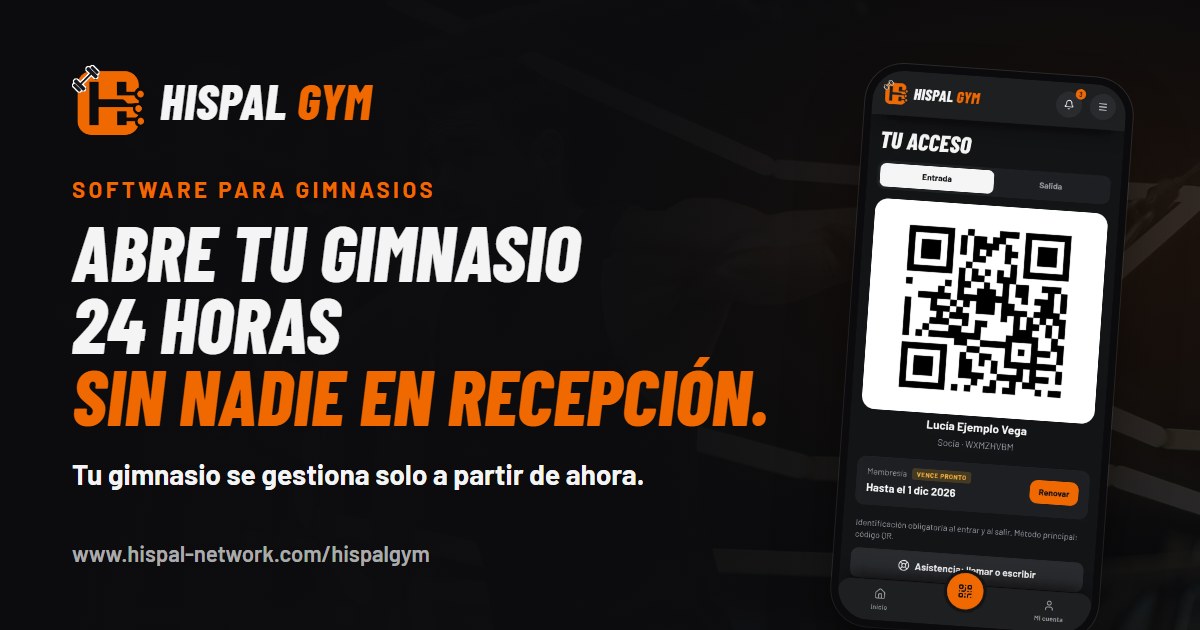 HISPAL GYM
SOFTWARE PARA GIMNASIOS
ABRE TU GIMNASIO
24 HORAS
SIN NADIE EN RECEPCIÓN.
Tu gimnasio se gestiona solo a partir de ahora.
www.hispal-network.com/hispalgym
HISPAL GYM
3
TU ACCESO
Entrada
Salida
Lucía Ejemplo Vega
Socia · WXMZHVBM
Membresía VENCE PRONTO
Hasta el 1 dic 2026
Renovar
Identificación obligatoria al entrar y al salir. Método principal:
código QR.
Asistencia: llamar o escribir
Inicio
Mi cuenta